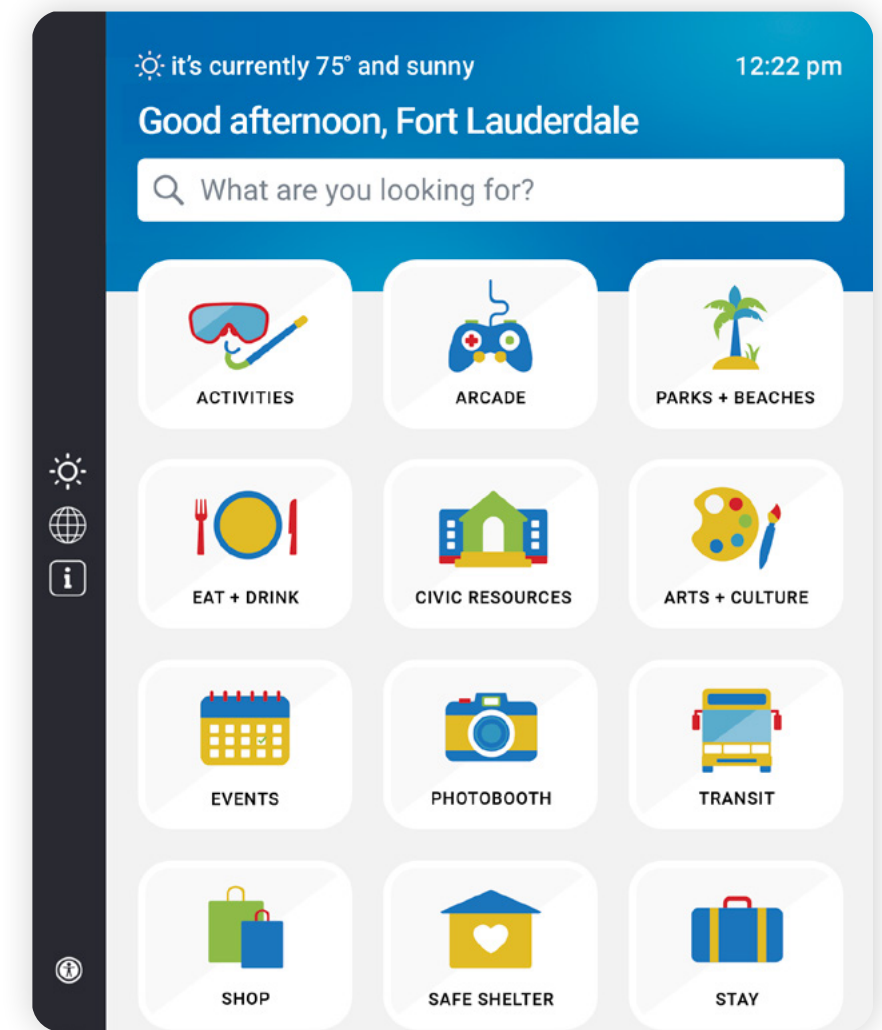 it's currently 75° and sunny
12:22 pm
Good afternoon, Fort Lauderdale
What are you looking for?
ACTIVITIES
ARCADE
PARKS + BEACHES
i
EAT + DRINK
CIVIC RESOURCES
ARTS + CULTURE
EVENTS
PHOTOBOOTH
TRANSIT
SHOP
SAFE SHELTER
STAY